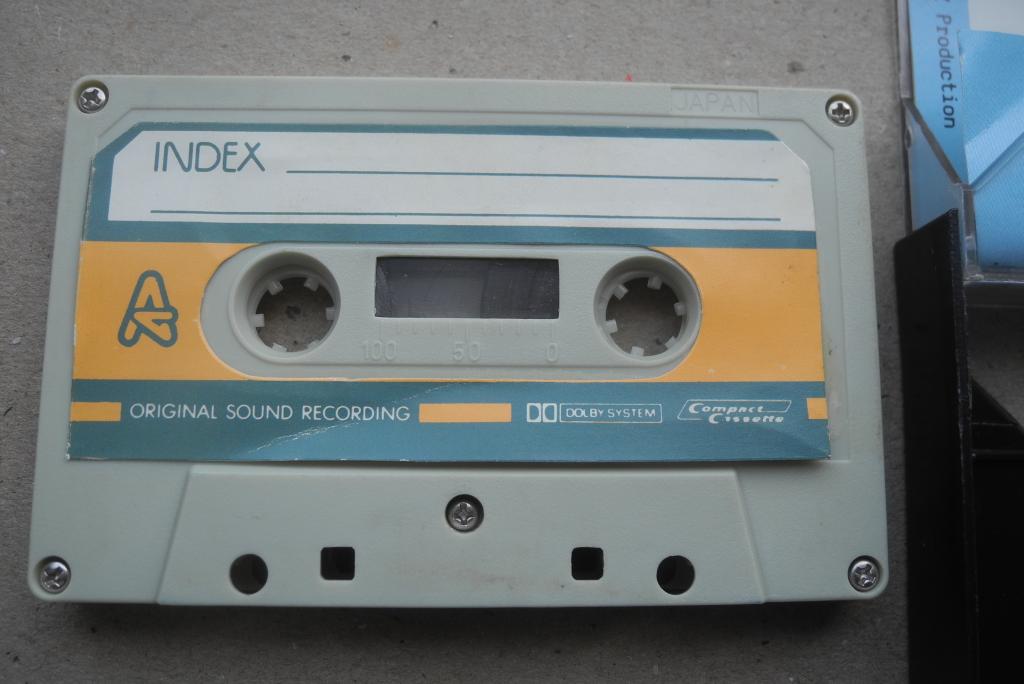 Production
JAPAN
INDEX
A
100 50 0
ORIGINAL SOUND RECORDING
DOLBY SYSTEM
Compact
Cassette